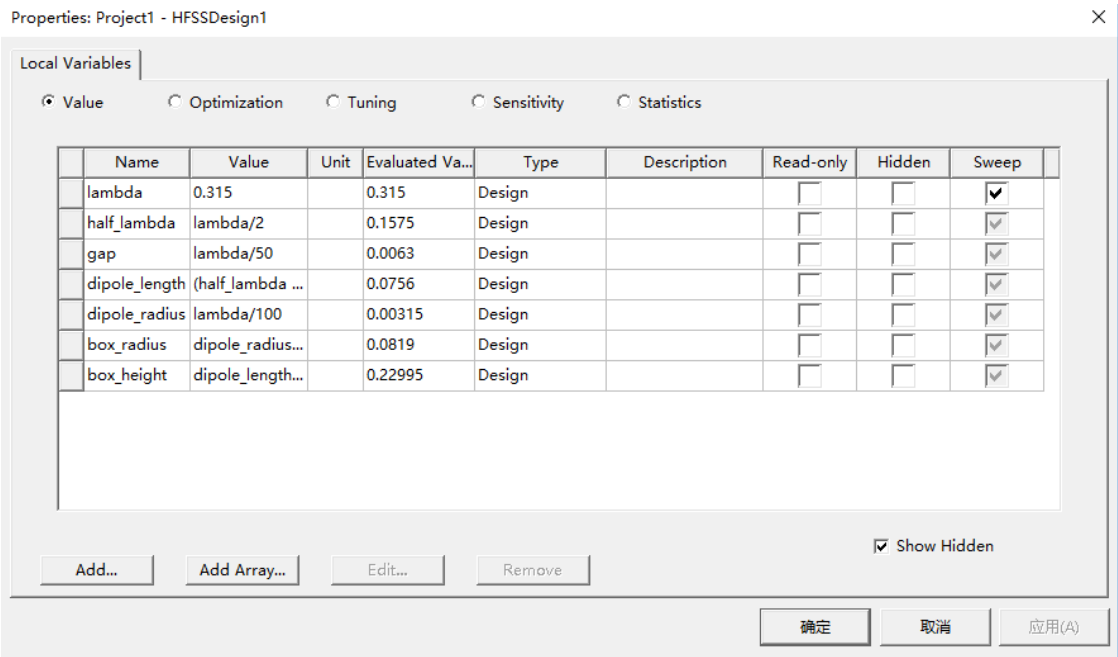 Properties: Project1 - HFSSDesign1
Local Variables
Value Optimization Tuning Sensitivity Statistics
Name Value Unit Evaluated Va... Type Description Read-only Hidden Sweep
lambda 0.315 0.315 Design
half_lambda lambda/2 0.1575 Design
gap lambda/50 0.0063 Design
dipole_length (half_lambda ... 0.0756 Design
dipole_radius lambda/100 0.00315 Design
box_radius dipole_radius... 0.0819 Design
box_height dipole_length... 0.22995 Design
Show Hidden
Add... Add Array... Edit... Remove
确定 取消 应用(A)